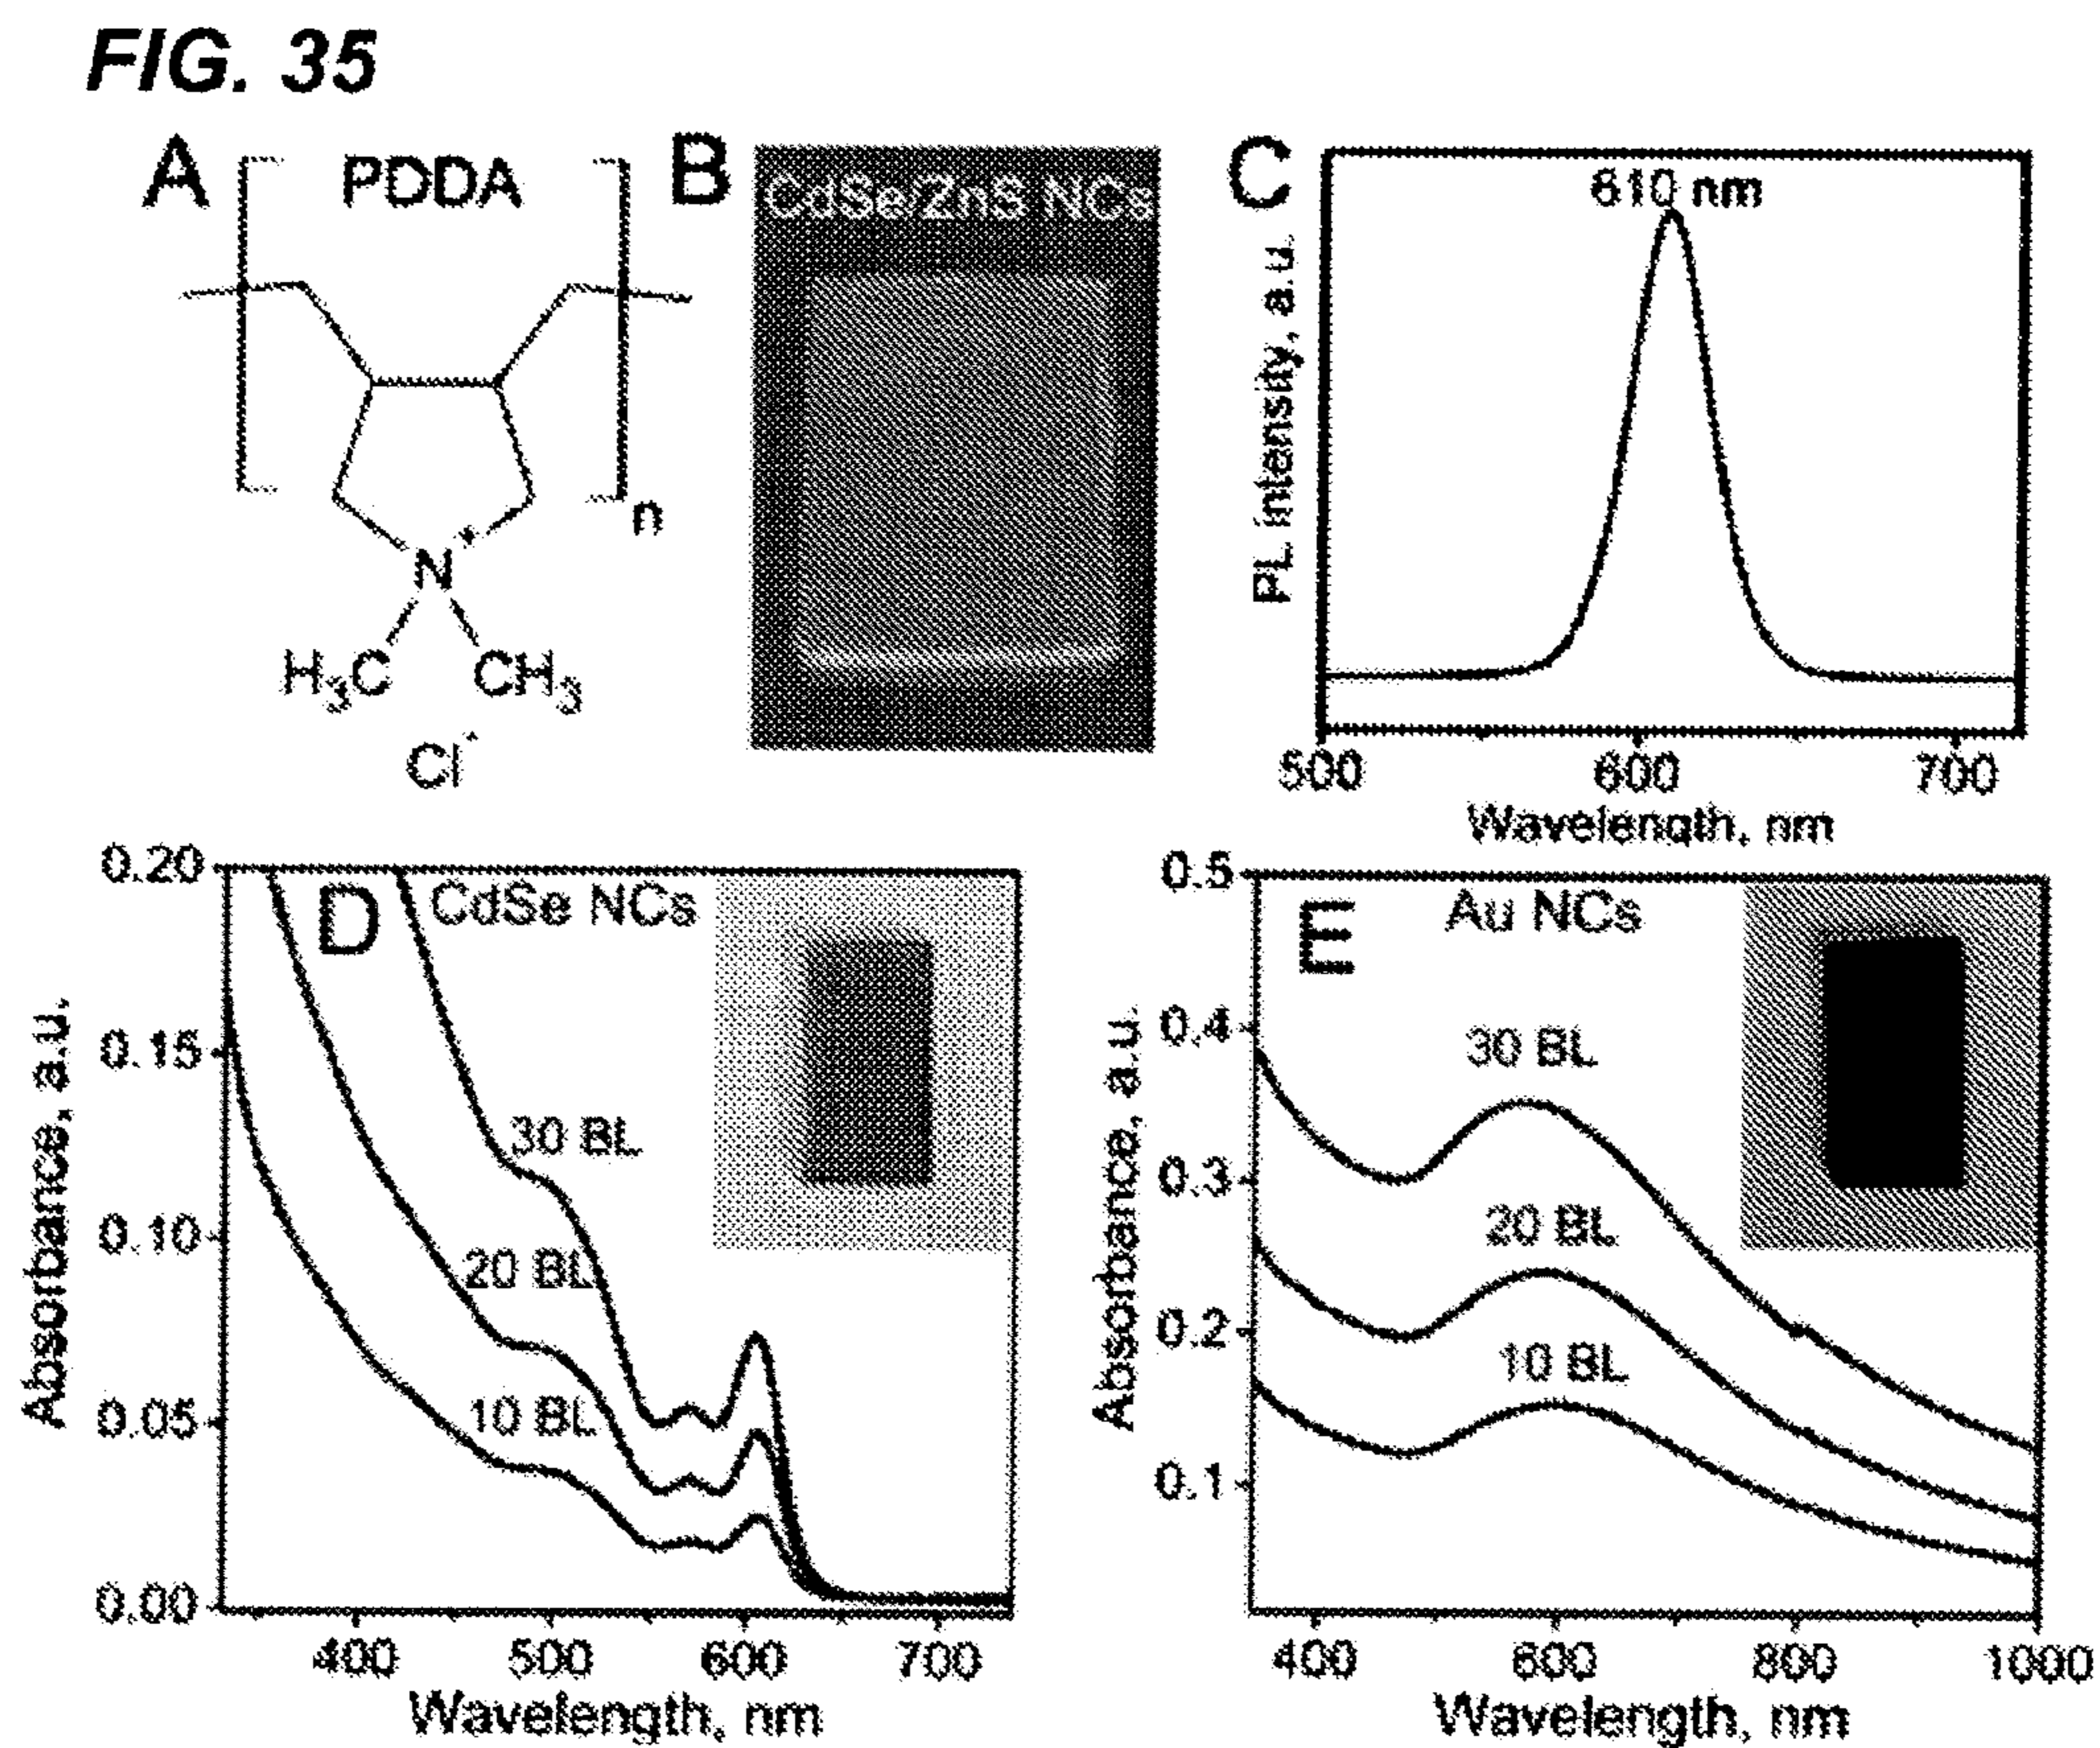 FIG. 35
A
PDDA
n
N+
H3C
CH3
Cl-
B
CdSe/ZnS NCs
C
610 nm
PL intensity, a.u.
500
600
700
Wavelength, nm
D
CdSe NCs
0.20
0.15
0.10
0.05
0.00
Absorbance, a.u.
30 BL
20 BL
10 BL
400
500
600
700
Wavelength, nm
E
Au NCs
0.5
0.4
0.3
0.2
0.1
Absorbance, a.u.
30 BL
20 BL
10 BL
400
600
800
1000
Wavelength, nm